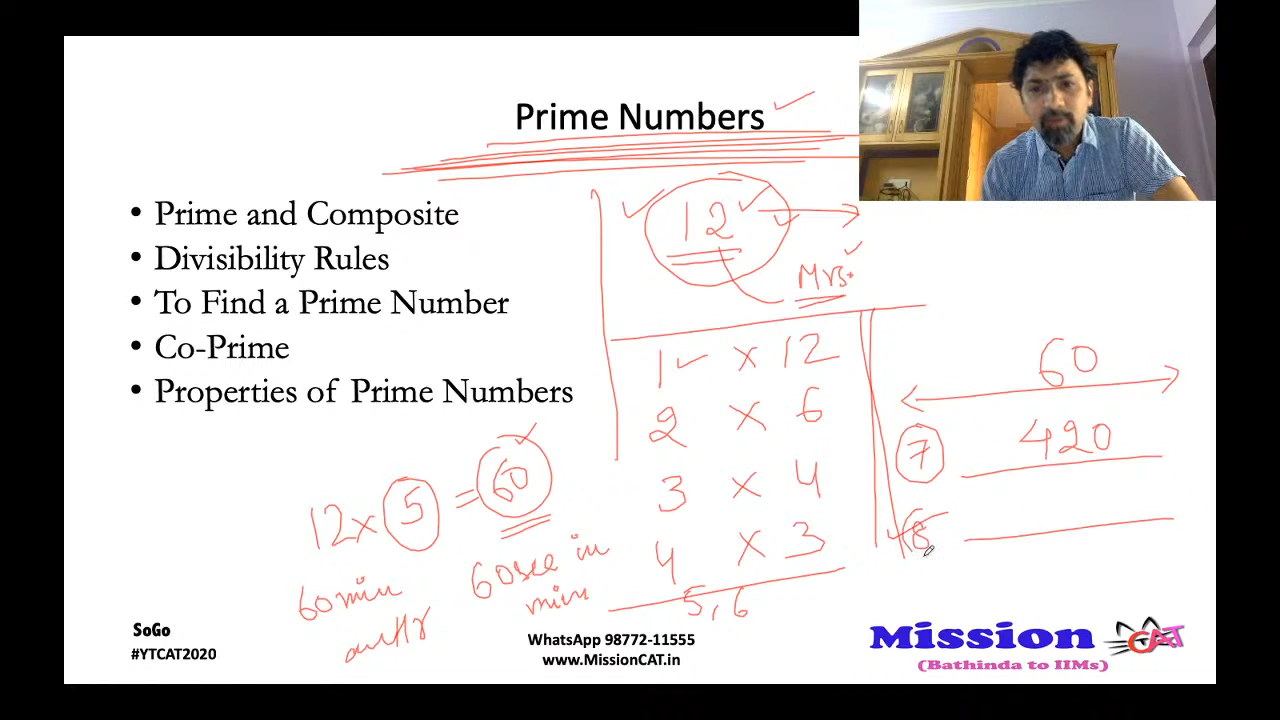 Prime Numbers
• Prime and Composite
• Divisibility Rules
• To Find a Prime Number
• Co-Prime
• Properties of Prime Numbers
12
1 x 12
2 x 6
3 x 4
4 x 3
5, 6
60
7 420
8
12 x 5 = 60
60 min
60 sec in
min
SoGo
#YTCAT2020
WhatsApp 98772-11555
www.MissionCAT.in
Mission CAT
(Bathinda to IIMs)